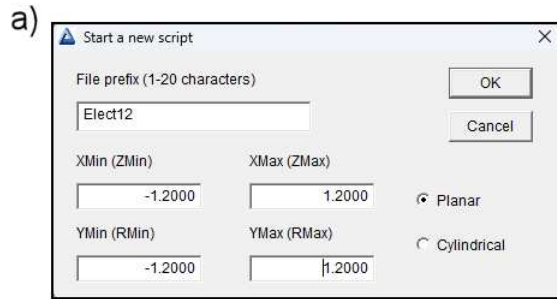 a)
Start a new script
File prefix (1-20 characters)
Elect12
OK
Cancel
XMin (ZMin) XMax (ZMax)
-1.2000 1.2000
Planar
YMin (RMin) YMax (RMax)
Cylindrical
-1.2000 1.2000